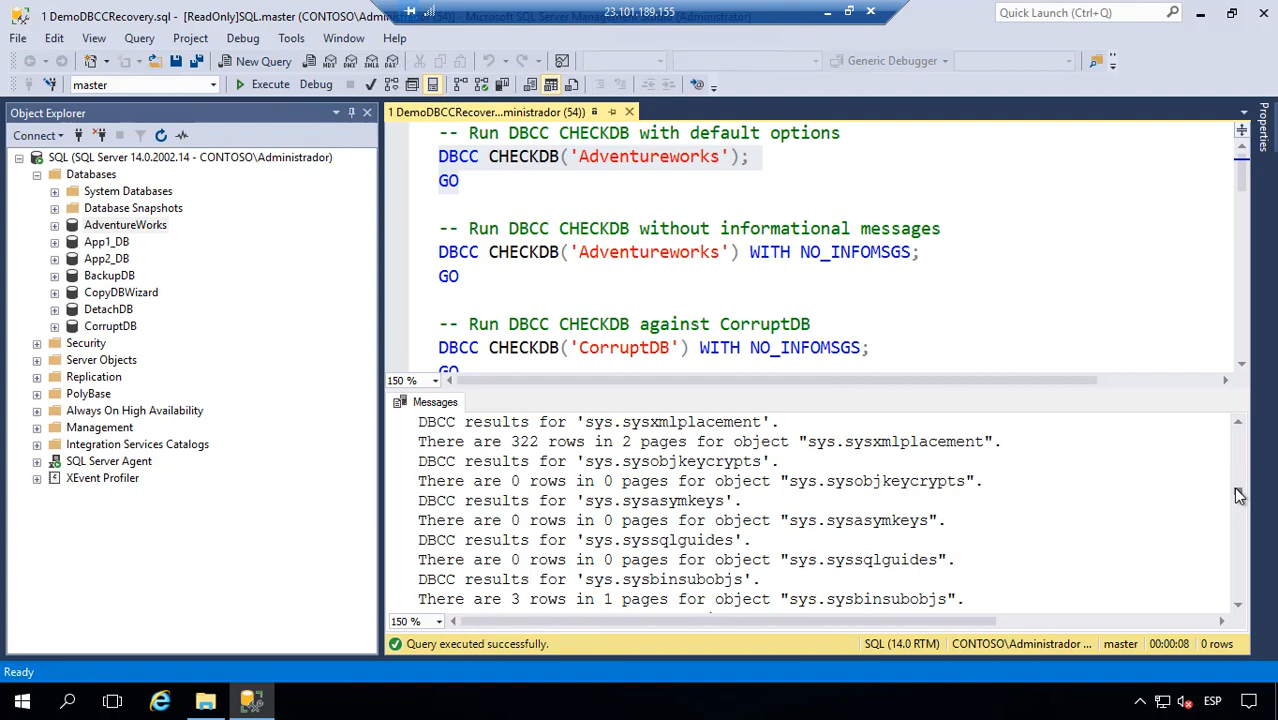 1 DemoDBCCRecovery.sql - [ReadOnly]SQL.master (CONTOSO\Administrador (54)) - Microsoft SQL Server Management Studio
23.101.189.155
Quick Launch (Ctrl+Q)
File Edit View Query Project Debug Tools Window Help
New Query
Generic Debugger
master
Execute Debug
Object Explorer
1 DemoDBCCRecover...ministrador (54))
Properties
Connect
SQL (SQL Server 14.0.2002.14 - CONTOSO\Administrador)
Databases
System Databases
Database Snapshots
AdventureWorks
App1_DB
App2_DB
BackupDB
CopyDBWizard
DetachDB
CorruptDB
Security
Server Objects
Replication
PolyBase
Always On High Availability
Management
Integration Services Catalogs
SQL Server Agent
XEvent Profiler
-- Run DBCC CHECKDB with default options
DBCC CHECKDB('Adventureworks');
GO
-- Run DBCC CHECKDB without informational messages
DBCC CHECKDB('Adventureworks') WITH NO_INFOMSGS;
GO
-- Run DBCC CHECKDB against CorruptDB
DBCC CHECKDB('CorruptDB') WITH NO_INFOMSGS;
GO
150 %
Messages
DBCC results for 'sys.sysxmlplacement'.
There are 322 rows in 2 pages for object "sys.sysxmlplacement".
DBCC results for 'sys.sysobjkeycrypts'.
There are 0 rows in 0 pages for object "sys.sysobjkeycrypts".
DBCC results for 'sys.sysasymkeys'.
There are 0 rows in 0 pages for object "sys.sysasymkeys".
DBCC results for 'sys.syssqlguides'.
There are 0 rows in 0 pages for object "sys.syssqlguides".
DBCC results for 'sys.sysbinsubobjs'.
There are 3 rows in 1 pages for object "sys.sysbinsubobjs".
150 %
Query executed successfully.
SQL (14.0 RTM) CONTOSO\Administrador ... master 00:00:08 0 rows
Ready
ESP